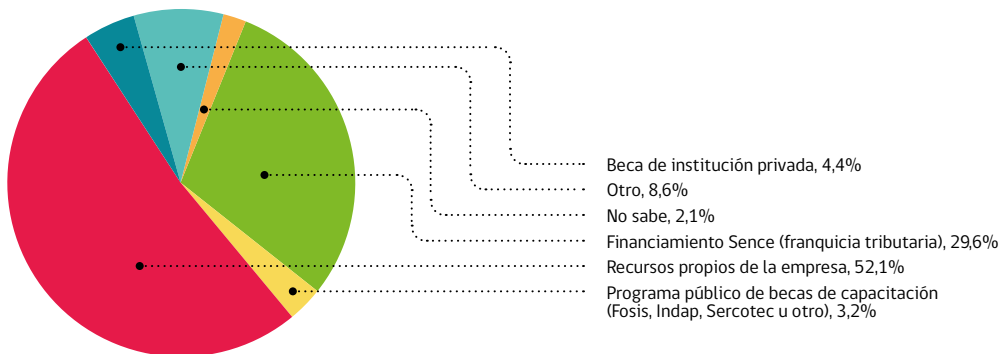 Beca de institución privada, 4,4%
Otro, 8,6%
No sabe, 2,1%
Financiamiento Sence (franquicia tributaria), 29,6%
Recursos propios de la empresa, 52,1%
Programa público de becas de capacitación
(Fosis, Indap, Sercotec u otro), 3,2%